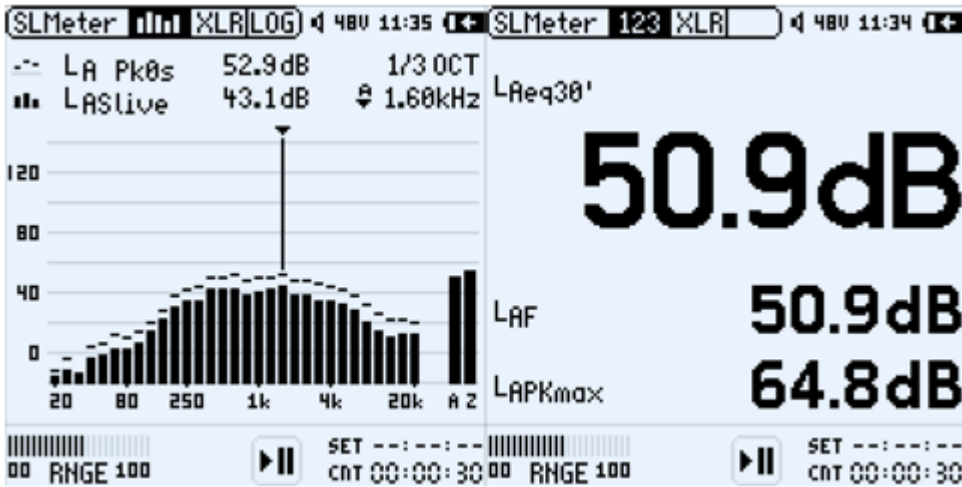 SLMeter XLR LOG 48V 11:35
LA Pk0s 52.9dB 1/3 OCT
LASlive 43.1dB 1.60kHz
120
80
40
0
20 80 250 1k 4k 20k A Z
00 RNGE 100
SET --:--:--
CNT 00:00:30
SLMeter 123 XLR 48V 11:34
LAeq30'
50.9dB
LAF 50.9dB
LAPKmax 64.8dB
00 RNGE 100
SET --:--:--
CNT 00:00:30